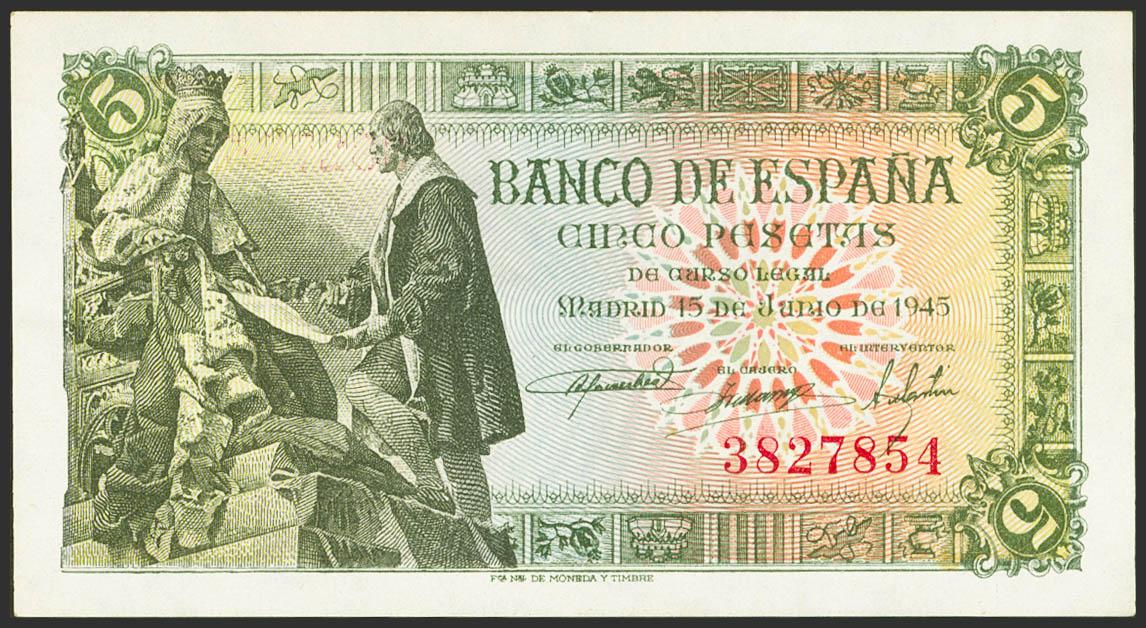 5 5
BANCO DE ESPAÑA
CINCO PESETAS
DE CURSO LEGAL
MADRID 15 DE JUNIO DE 1945
EL GOBERNADOR EL INTERVENTOR
EL CAJERO
3827854
5
FCA NAL DE MONEDA Y TIMBRE